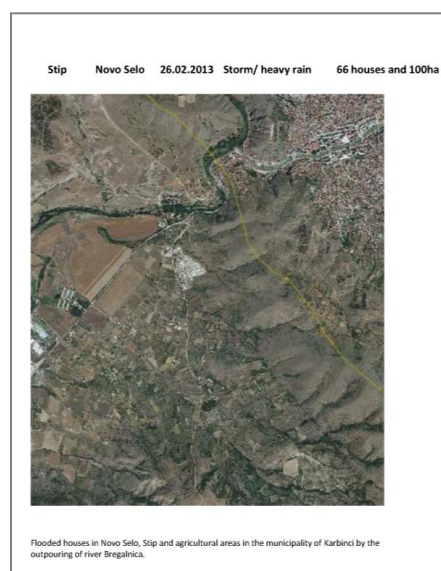 Stip Novo Selo 26.02.2013 Storm/ heavy rain 66 houses and 100ha
Flooded houses in Novo Selo, Stip and agricultural areas in the municipality of Karbinci by the
outpouring of river Bregalnica.